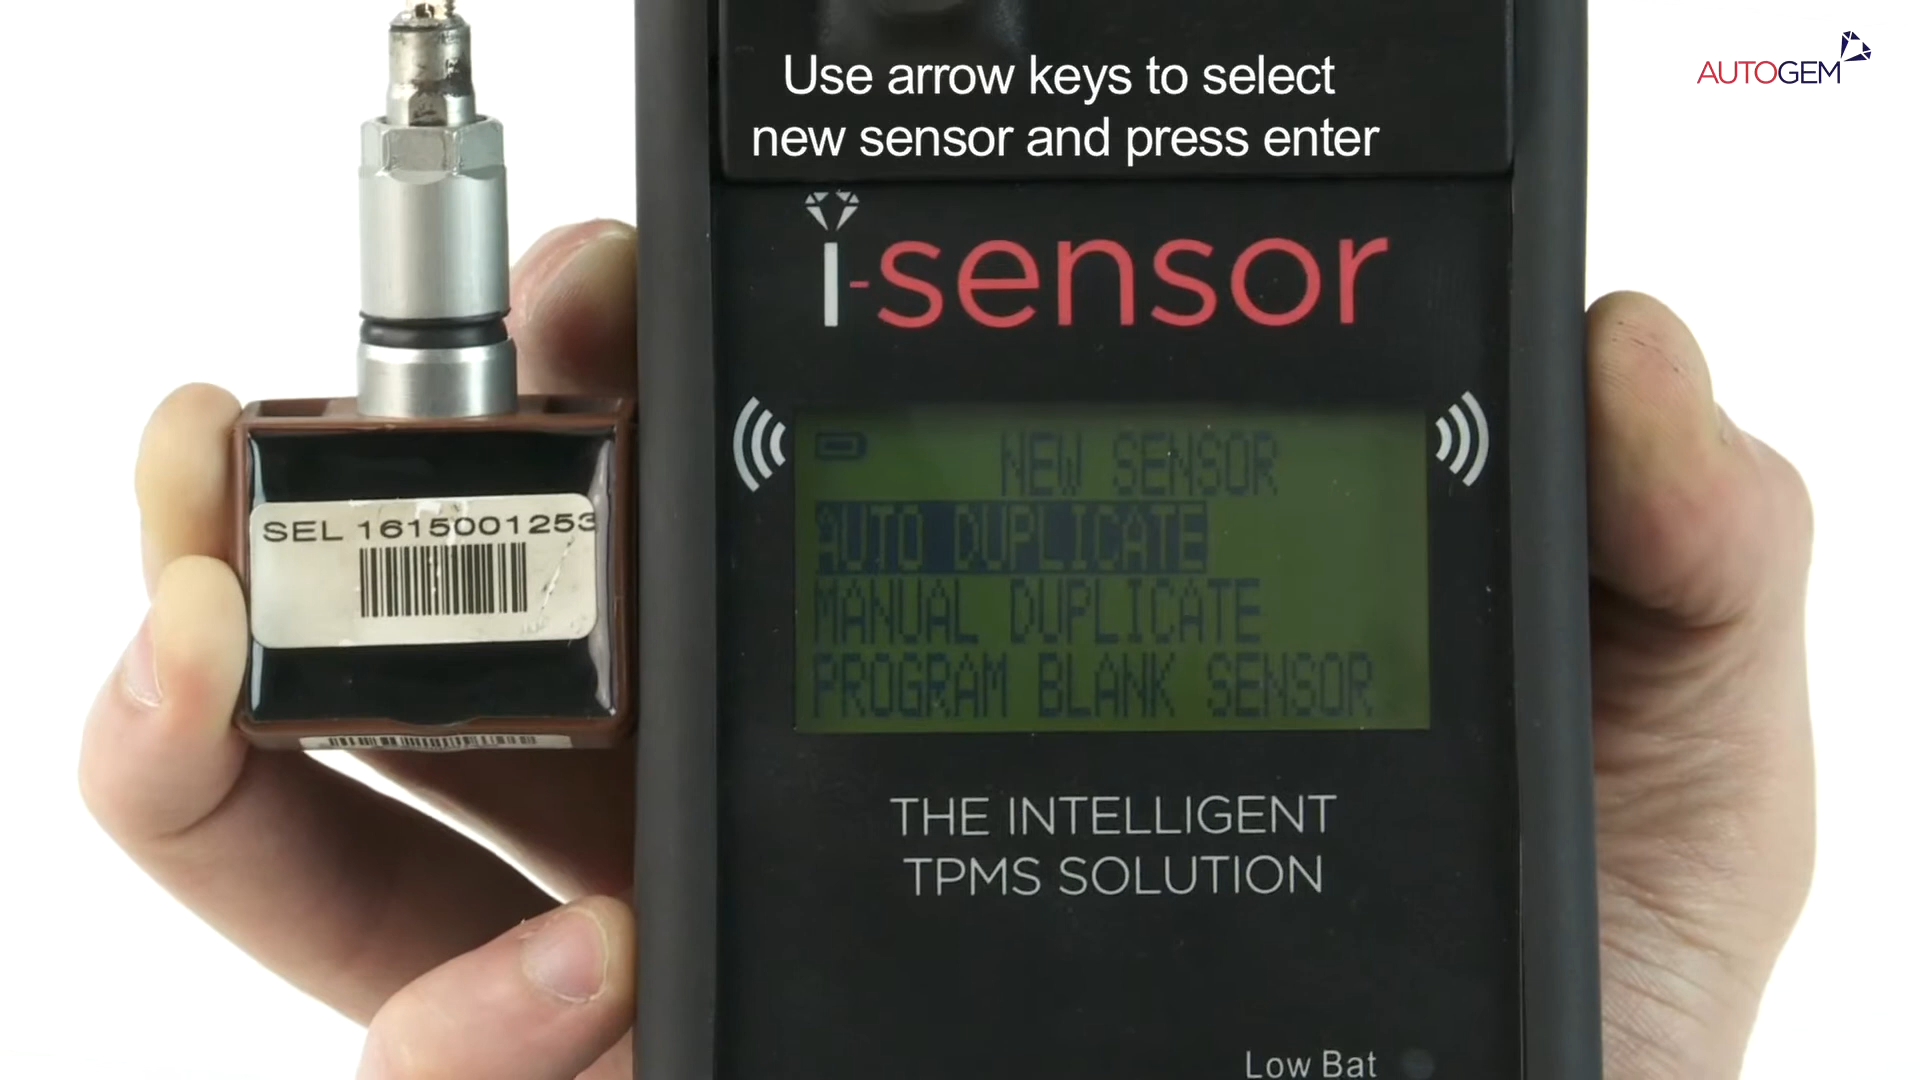 Use arrow keys to select
new sensor and press enter
AUTOGEM
i-sensor
SEL 1615001253
NEW SENSOR
AUTO DUPLICATE
MANUAL DUPLICATE
PROGRAM BLANK SENSOR
THE INTELLIGENT
TPMS SOLUTION
Low Bat